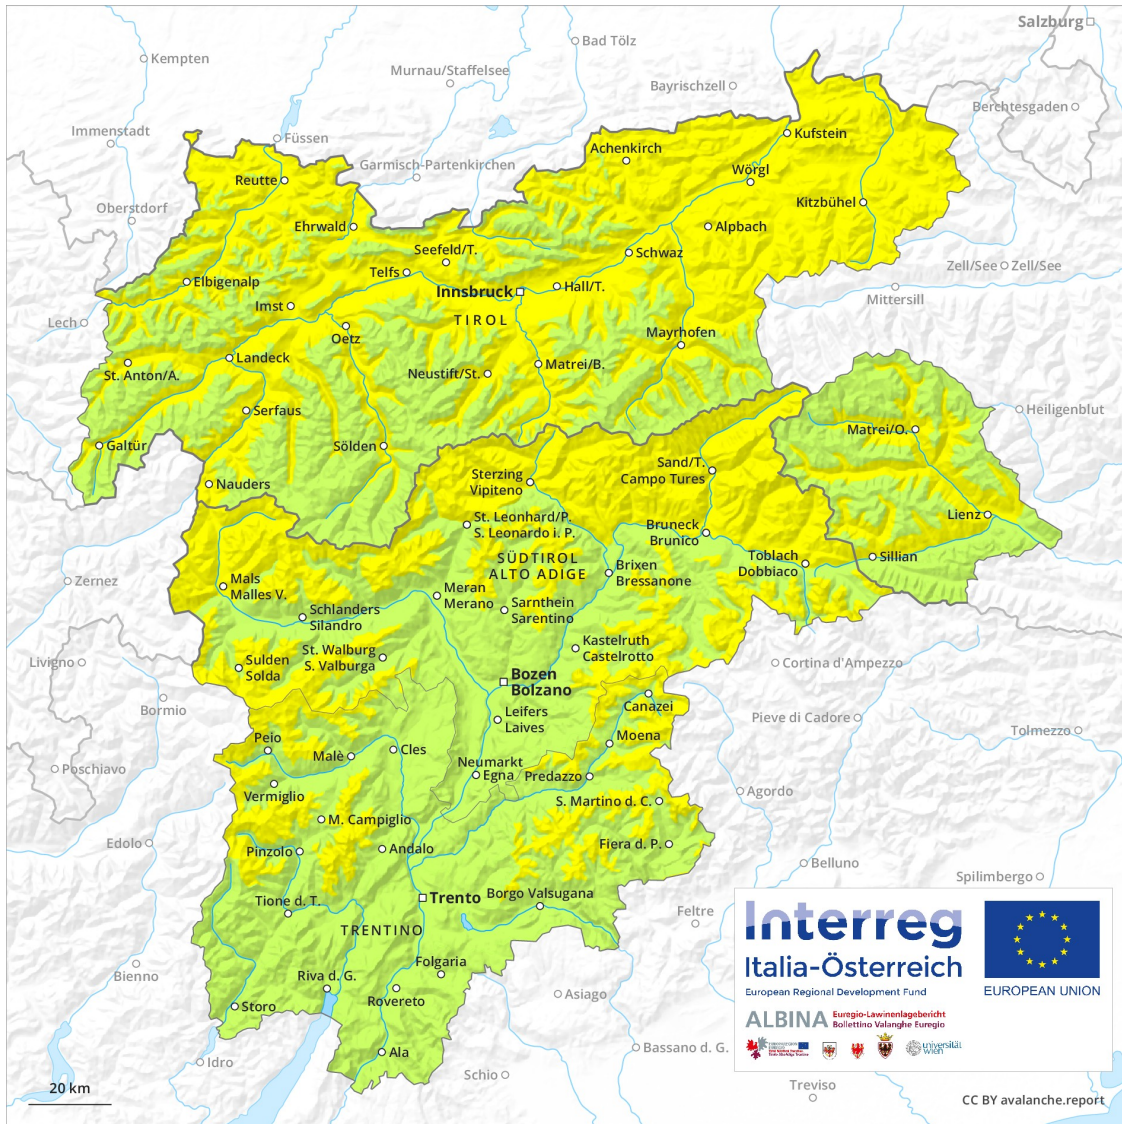 Salzburg
Bad Tölz
Kempten
Murnau/Staffelsee
Bayrischzell
Berchtesgaden
Immenstadt
Füssen
Kufstein
Achenkirch
Garmisch-Partenkirchen
Wörgl
Reutte
Kitzbühel
Oberstdorf
Ehrwald
Alpbach
Seefeld/T.
Schwaz
Telfs
Zell/See
Zell/See
Elbigenalp
Innsbruck
Hall/T.
Mittersill
Imst
TIROL
Lech
Oetz
Mayrhofen
Landeck
Matrei/B.
St. Anton/A.
Neustift/St.
Serfaus
Heiligenblut
Matrei/O.
Galtür
Sölden
Sand/T.
Campo Tures
Sterzing
Vipiteno
Nauders
Lienz
St. Leonhard/P.
S. Leonardo i. P.
Bruneck
Brunico
SÜDTIROL
ALTO ADIGE
Toblach
Dobbiaco
Sillian
Brixen
Bressanone
Zernez
Mals
Malles V.
Meran
Merano
Sarnthein
Sarentino
Schlanders
Silandro
Kastelruth
Castelrotto
St. Walburg
S. Valburga
Livigno
Sulden
Solda
Cortina d'Ampezzo
Bozen
Bolzano
Bormio
Canazei
Leifers
Laives
Pieve di Cadore
Tolmezzo
Peio
Moena
Cles
Malè
Neumarkt
Egna
Predazzo
Poschiavo
Vermiglio
Agordo
S. Martino d. C.
M. Campiglio
Edolo
Pinzolo
Andalo
Fiera d. P.
Belluno
Spilimbergo
Trento
Borgo Valsugana
Tione d. T.
Feltre
TRENTINO
Interreg
Italia-Österreich
European Regional Development Fund
EUROPEAN UNION
Folgaria
Bienno
Riva d. G.
Rovereto
Asiago
Storo
ALBINA
Euregio-Lawinenlagebericht
Bollettino Valanghe Euregio
universität
wien
Ala
Idro
Bassano d. G.
Schio
Treviso
20 km
CC BY avalanche.report